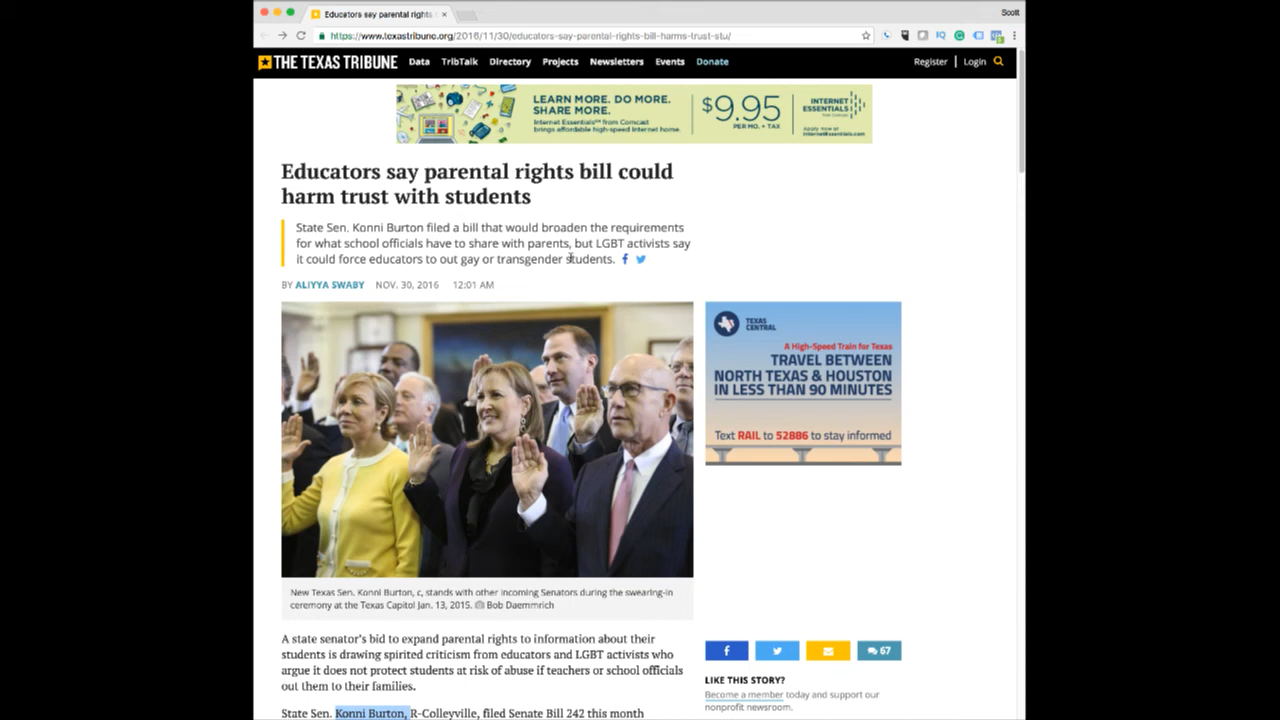 Educators say parental rights
Scott
https://www.texastribune.org/2016/11/30/educators-say-parental-rights-bill-harms-trust-stu/
THE TEXAS TRIBUNE Data TribTalk Directory Projects Newsletters Events Donate Register | Login
LEARN MORE. DO MORE.
SHARE MORE.
Internet Essentials℠ from Comcast
brings affordable high-speed Internet home.
$9.95
PER MO. + TAX
INTERNET
ESSENTIALS
from Comcast
Apply now at
InternetEssentials.com
Educators say parental rights bill could
harm trust with students
State Sen. Konni Burton filed a bill that would broaden the requirements
for what school officials have to share with parents, but LGBT activists say
it could force educators to out gay or transgender students.
BY ALIYYA SWABY NOV. 30, 2016 12:01 AM
TEXAS
CENTRAL
A High-Speed Train for Texas
TRAVEL BETWEEN
NORTH TEXAS & HOUSTON
IN LESS THAN 90 MINUTES
Text RAIL to 52886 to stay informed
New Texas Sen. Konni Burton, c, stands with other incoming Senators during the swearing-in
ceremony at the Texas Capitol Jan. 13, 2015. Bob Daemmrich
A state senator's bid to expand parental rights to information about their
students is drawing spirited criticism from educators and LGBT activists who
argue it does not protect students at risk of abuse if teachers or school officials
out them to their families.
State Sen. Konni Burton, R-Colleyville, filed Senate Bill 242 this month
67
LIKE THIS STORY?
Become a member today and support our
nonprofit newsroom.